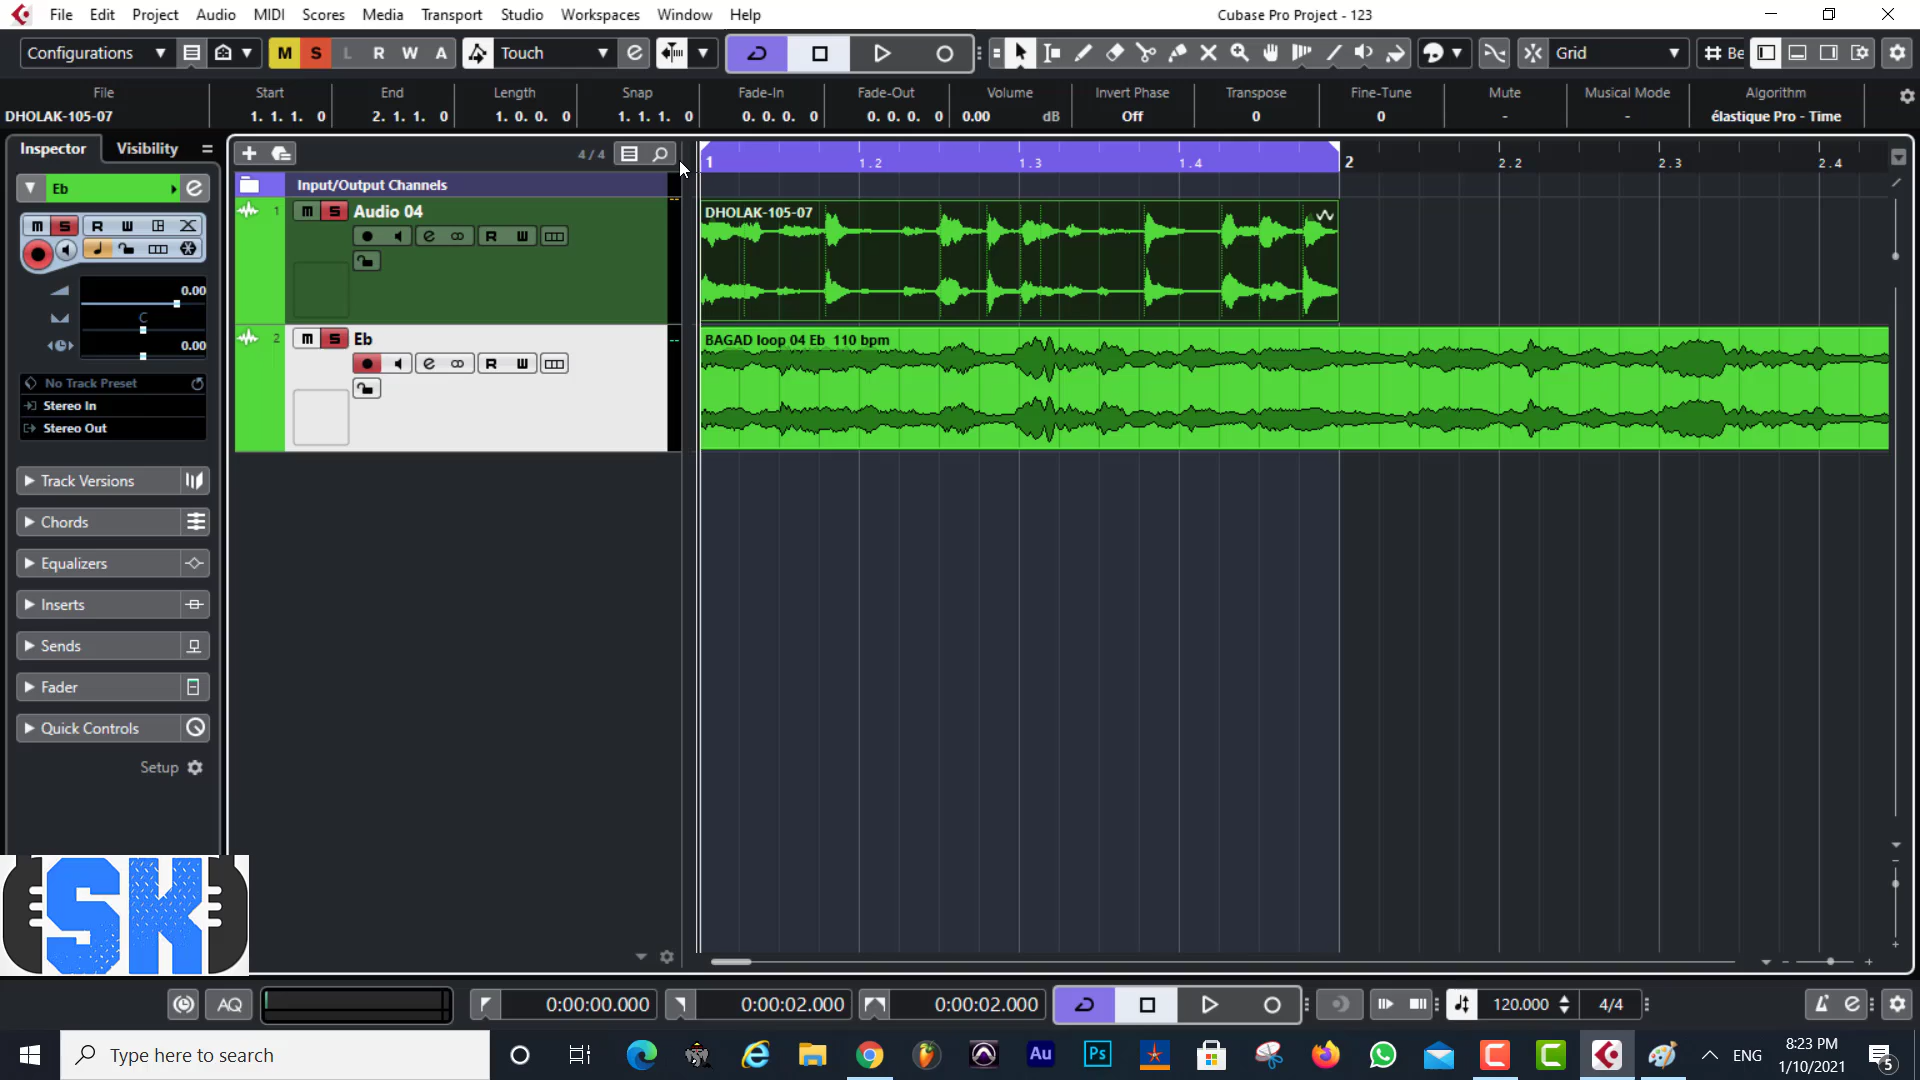 File Edit Project Audio MIDI Scores Media Transport Studio Workspaces Window Help Cubase Pro Project - 123
Configurations M S L R W A Touch Grid Be
File Start End Length Snap Fade-In Fade-Out Volume Invert Phase Transpose Fine-Tune Mute Musical Mode Algorithm
DHOLAK-105-07 1. 1. 1. 0 2. 1. 1. 0 1. 0. 0. 0 1. 1. 1. 0 0. 0. 0. 0 0. 0. 0. 0 0.00 dB Off 0 0 - - élastique Pro - Time
Inspector Visibility 4/4 1 1.2 1.3 1.4 2 2.2 2.3 2.4
Eb Input/Output Channels
1 m S Audio 04 DHOLAK-105-07
m S R W
R W
0.00
C
0.00
2 m S Eb BAGAD loop 04 Eb 110 bpm
R W
No Track Preset
Stereo In
Stereo Out
Track Versions
Chords
Equalizers
Inserts
Sends
Fader
Quick Controls
Setup
SK
AQ 0:00:00.000 0:00:02.000 0:00:02.000 120.000 4/4
Type here to search Au Ps ENG 8:23 PM
1/10/2021 5